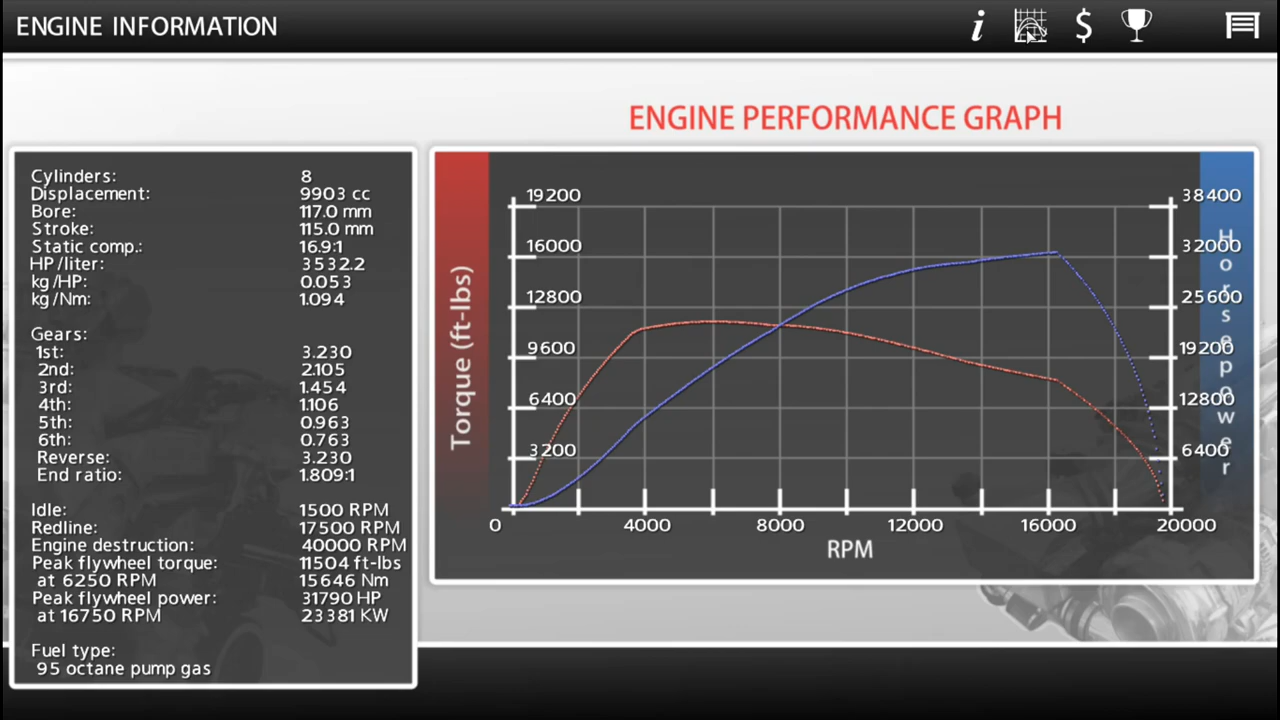 ENGINE INFORMATION
i $
ENGINE PERFORMANCE GRAPH
Cylinders: 8
Displacement: 9903 cc
Bore: 117.0 mm
Stroke: 115.0 mm
Static comp.: 16.9:1
HP/liter: 3532.2
kg/HP: 0.053
kg/Nm: 1.094
Gears:
1st: 3.230
2nd: 2.105
3rd: 1.454
4th: 1.106
5th: 0.963
6th: 0.763
Reverse: 3.230
End ratio: 1.809:1
Idle: 1500 RPM
Redline: 17500 RPM
Engine destruction: 40000 RPM
Peak flywheel torque: 11504 ft-lbs
at 6250 RPM 15646 Nm
Peak flywheel power: 31790 HP
at 16750 RPM 23381 KW
Fuel type:
95 octane pump gas
Torque (ft-lbs)
19200
16000
12800
9600
6400
3200
38400
32000
25600
19200
12800
6400
Horsepower
0 4000 8000 12000 16000 20000
RPM